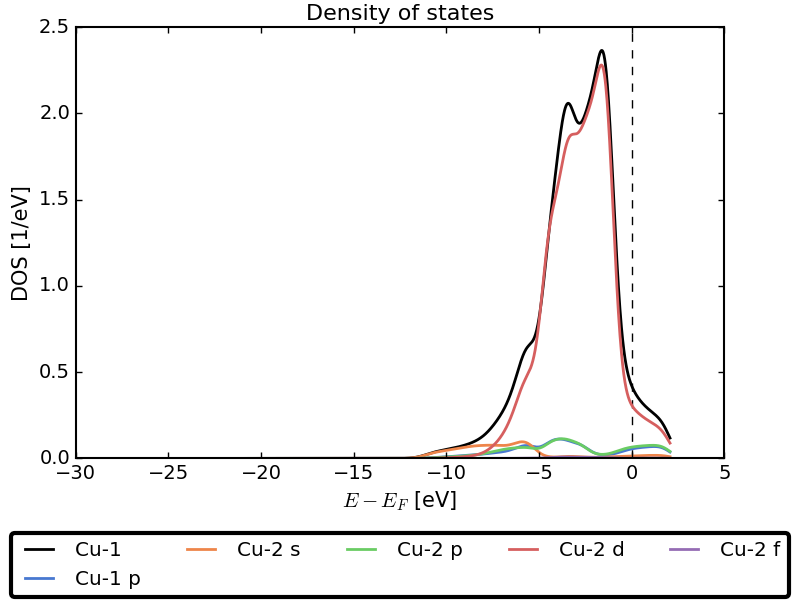 Density of states
2.5
2.0
1.5
1.0
0.5
0.0
DOS [1/eV]
−30 −25 −20 −15 −10 −5 0 5
E − E_F [eV]
Cu-1 Cu-2 s Cu-2 p Cu-2 d Cu-2 f
Cu-1 p